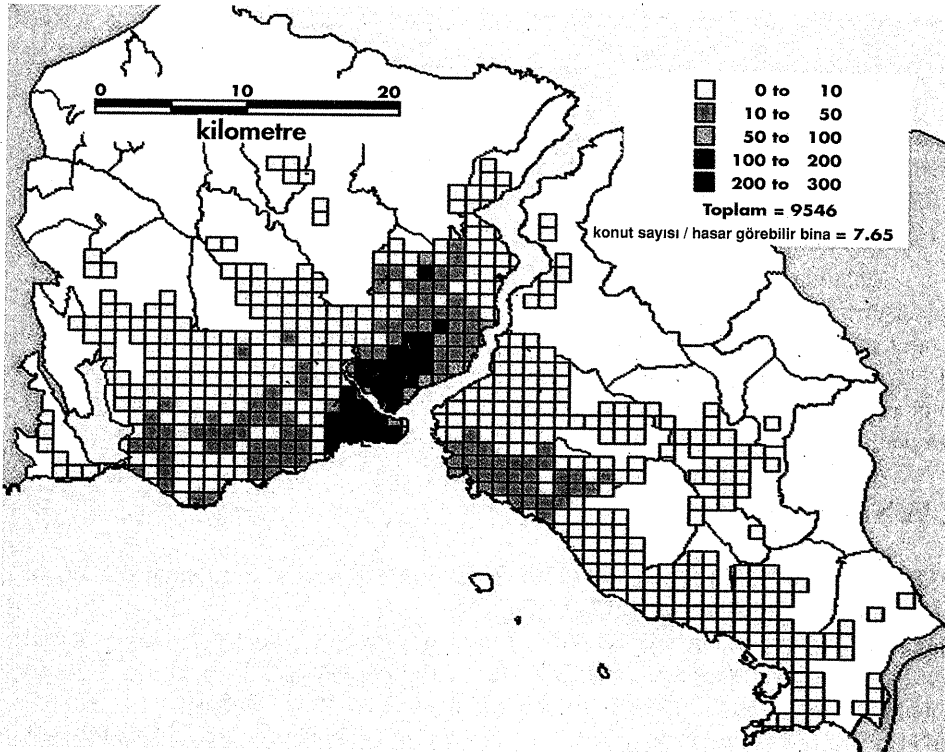 0 10 20
kilometre
0 to 10
10 to 50
50 to 100
100 to 200
200 to 300
Toplam = 9546
konut sayısı / hasar görebilir bina = 7.65